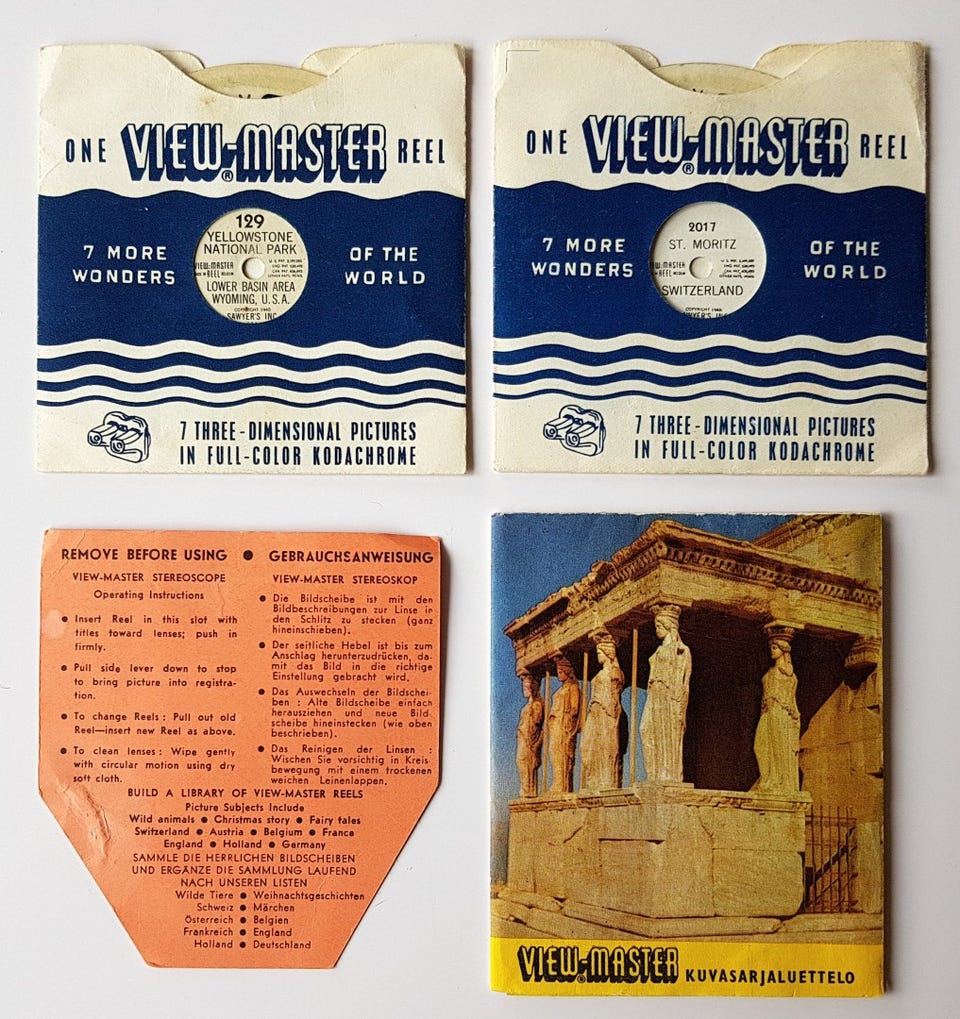 ONE VIEW-MASTER® REEL
7 MORE WONDERS
OF THE WORLD
129
YELLOWSTONE
NATIONAL PARK
VIEW-MASTER
REEL
LOWER BASIN AREA
WYOMING, U.S.A.
COPYRIGHT 1948
SAWYER'S INC
7 THREE-DIMENSIONAL PICTURES
IN FULL-COLOR KODACHROME
ONE VIEW-MASTER® REEL
7 MORE WONDERS
OF THE WORLD
2017
ST. MORITZ
REEL
SWITZERLAND
7 THREE-DIMENSIONAL PICTURES
IN FULL-COLOR KODACHROME
REMOVE BEFORE USING ● GEBRAUCHSANWEISUNG
VIEW-MASTER STEREOSCOPE
Operating Instructions
● Insert Reel in this slot with
titles toward lenses; push in
firmly.
● Pull side lever down to stop
to bring picture into registra-
tion.
● To change Reels: Pull out old
Reel—insert new Reel as above.
● To clean lenses: Wipe gently
with circular motion using dry
soft cloth.
VIEW-MASTER STEREOSKOP
● Die Bildscheibe ist mit den
Bildbeschreibungen zur Linse in
den Schlitz zu stecken (ganz
hineinschieben).
● Der seitliche Hebel ist bis zum
Anschlag herunterzudrücken, da-
mit das Bild in die richtige
Einstellung gebracht wird.
● Das Auswechseln der Bildschei-
ben : Alte Bildscheibe einfach
herausziehen und neue Bild-
scheibe hineinstecken (wie oben
beschrieben).
● Das Reinigen der Linsen :
Wischen Sie vorsichtig in Kreis-
bewegung mit einem trockenen
weichen Leinenlappen.
BUILD A LIBRARY OF VIEW-MASTER REELS
Picture Subjects Include
Wild animals ● Christmas story ● Fairy tales
Switzerland ● Austria ● Belgium ● France
England ● Holland ● Germany
SAMMLE DIE HERRLICHEN BILDSCHEIBEN
UND ERGÄNZE DIE SAMMLUNG LAUFEND
NACH UNSEREN LISTEN
Wilde Tiere ● Weihnachtsgeschichten
Schweiz ● Märchen
Österreich ● Belgien
Frankreich ● England
Holland ● Deutschland
VIEW-MASTER KUVASARJALUETTELO